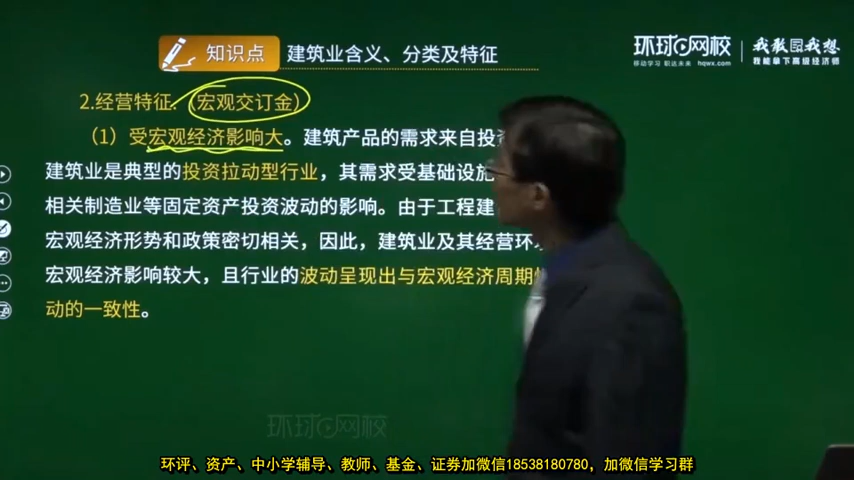 知识点 建筑业含义、分类及特征
环球网校 我教因我想
移动学习 职达未来 hqwx.com 我能拿下高级经济师
2.经营特征.（宏观交订金）
（1）受宏观经济影响大。建筑产品的需求来自投资
建筑业是典型的投资拉动型行业，其需求受基础设施
相关制造业等固定资产投资波动的影响。由于工程建
宏观经济形势和政策密切相关，因此，建筑业及其经营环
宏观经济影响较大，且行业的波动呈现出与宏观经济周期
动的一致性。
环球网校
环评、资产、中小学辅导、教师、基金、证券加微信18538180780，加微信学习群